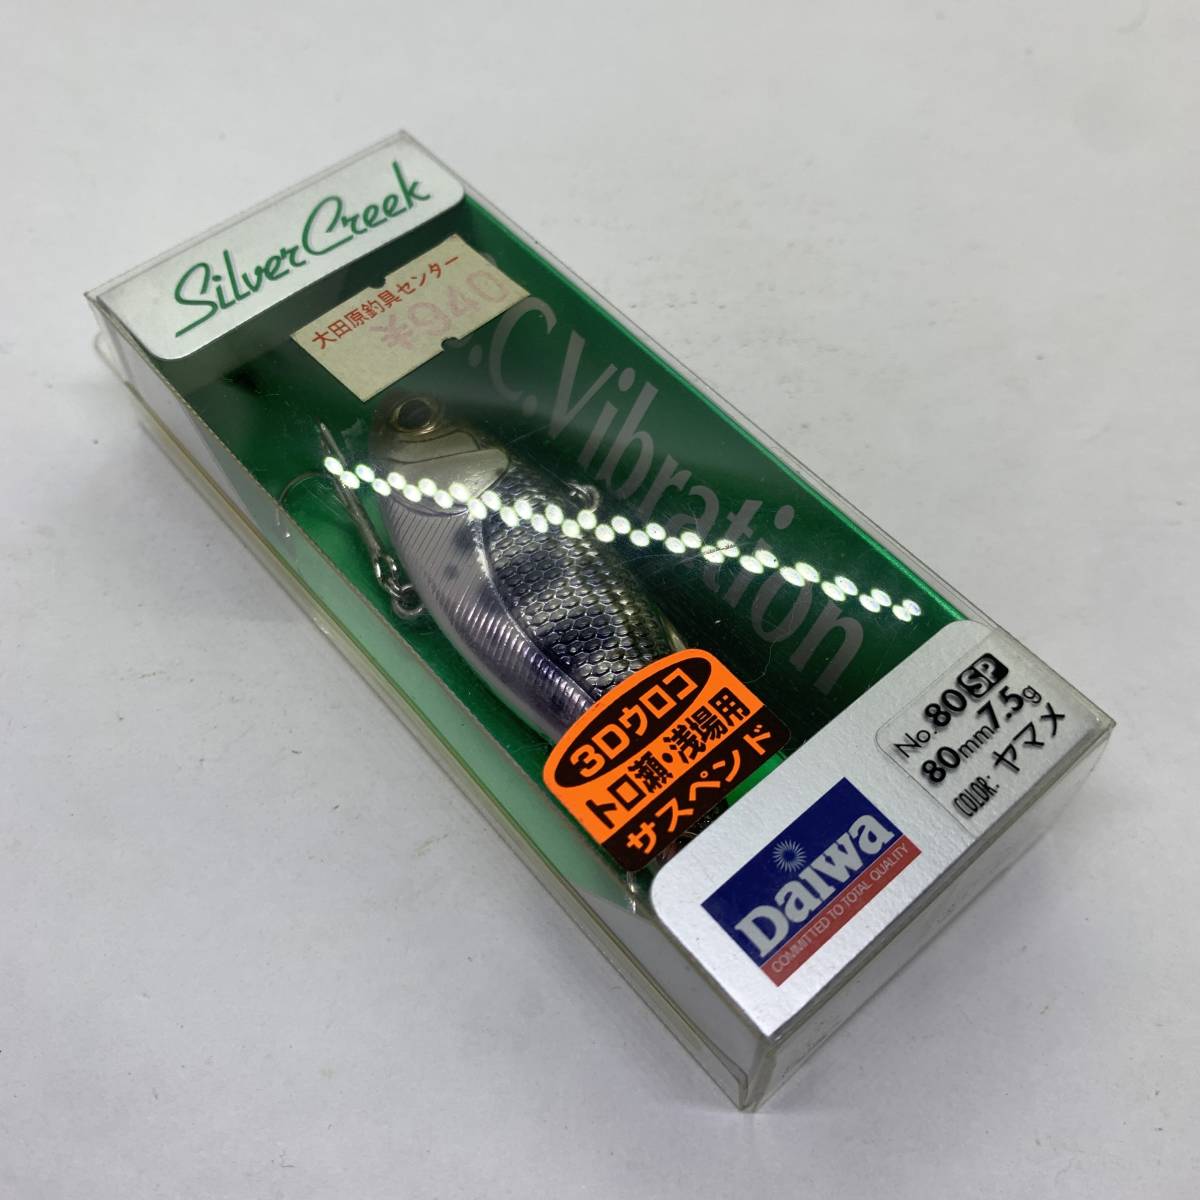 Silver Creek
大田原釣具センター
¥940
.C.Vibration
3Dウロコ
トロ瀬・浅場用
サスペンド
No.80 SP
80mm 7.5g
COLOR: ヤマメ
Daiwa
COMMITTED TO TOTAL QUALITY